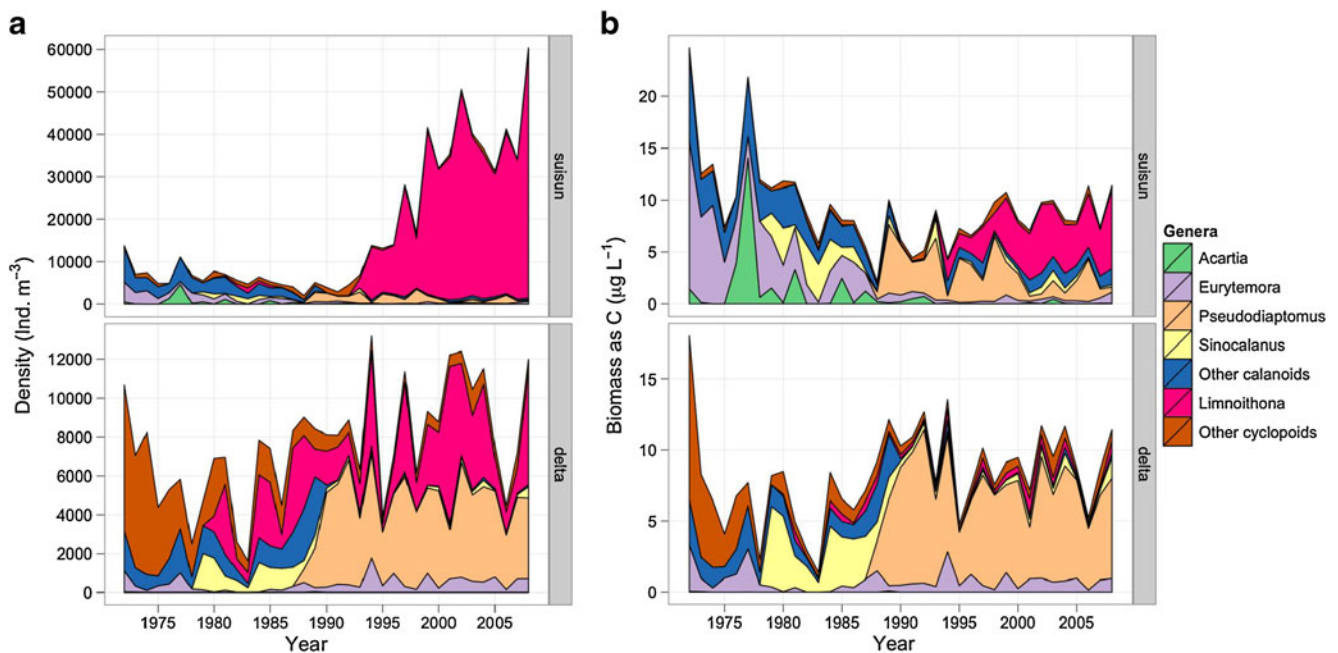 a
b
60000
50000
40000
30000
20000
10000
0
suisun
20
15
10
5
0
suisun
Density (Ind. m⁻³)
12000
10000
8000
6000
4000
2000
0
delta
Biomass as C (μg L⁻¹)
15
10
5
0
delta
1975 1980 1985 1990 1995 2000 2005
Year
1975 1980 1985 1990 1995 2000 2005
Year
Genera
Acartia
Eurytemora
Pseudodiaptomus
Sinocalanus
Other calanoids
Limnoithona
Other cyclopoids